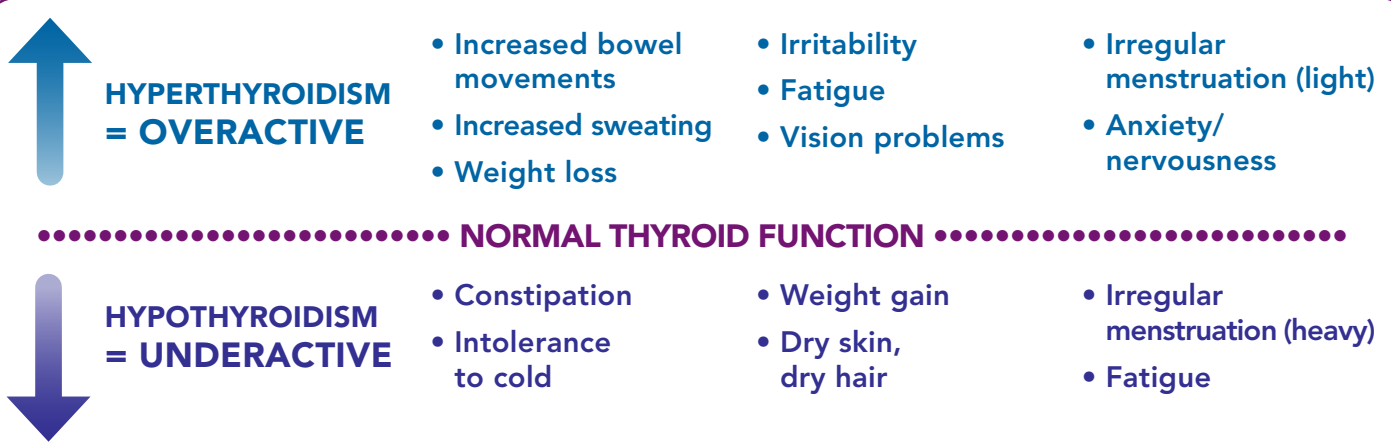 HYPERTHYROIDISM
= OVERACTIVE
• Increased bowel
movements
• Increased sweating
• Weight loss
• Irritability
• Fatigue
• Vision problems
• Irregular
menstruation (light)
• Anxiety/
nervousness
NORMAL THYROID FUNCTION
HYPOTHYROIDISM
= UNDERACTIVE
• Constipation
• Intolerance
to cold
• Weight gain
• Dry skin,
dry hair
• Irregular
menstruation (heavy)
• Fatigue